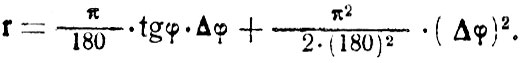 r = π/180 · tgφ · Δφ + π²/2·(180)² · (Δφ)².